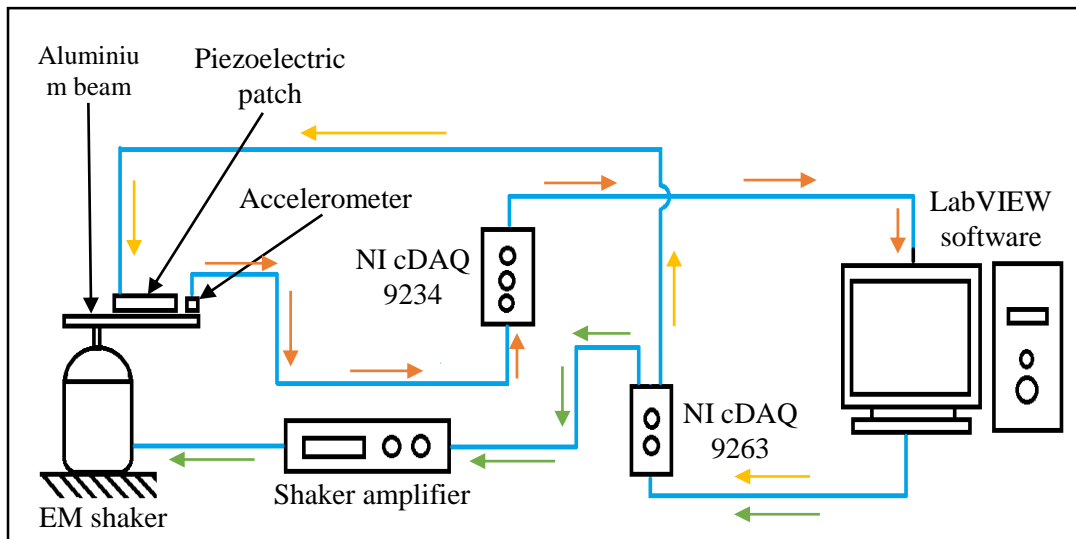 Aluminiu
m beam
Piezoelectric
patch
Accelerometer
NI cDAQ
9234
LabVIEW
software
NI cDAQ
9263
Shaker amplifier
EM shaker